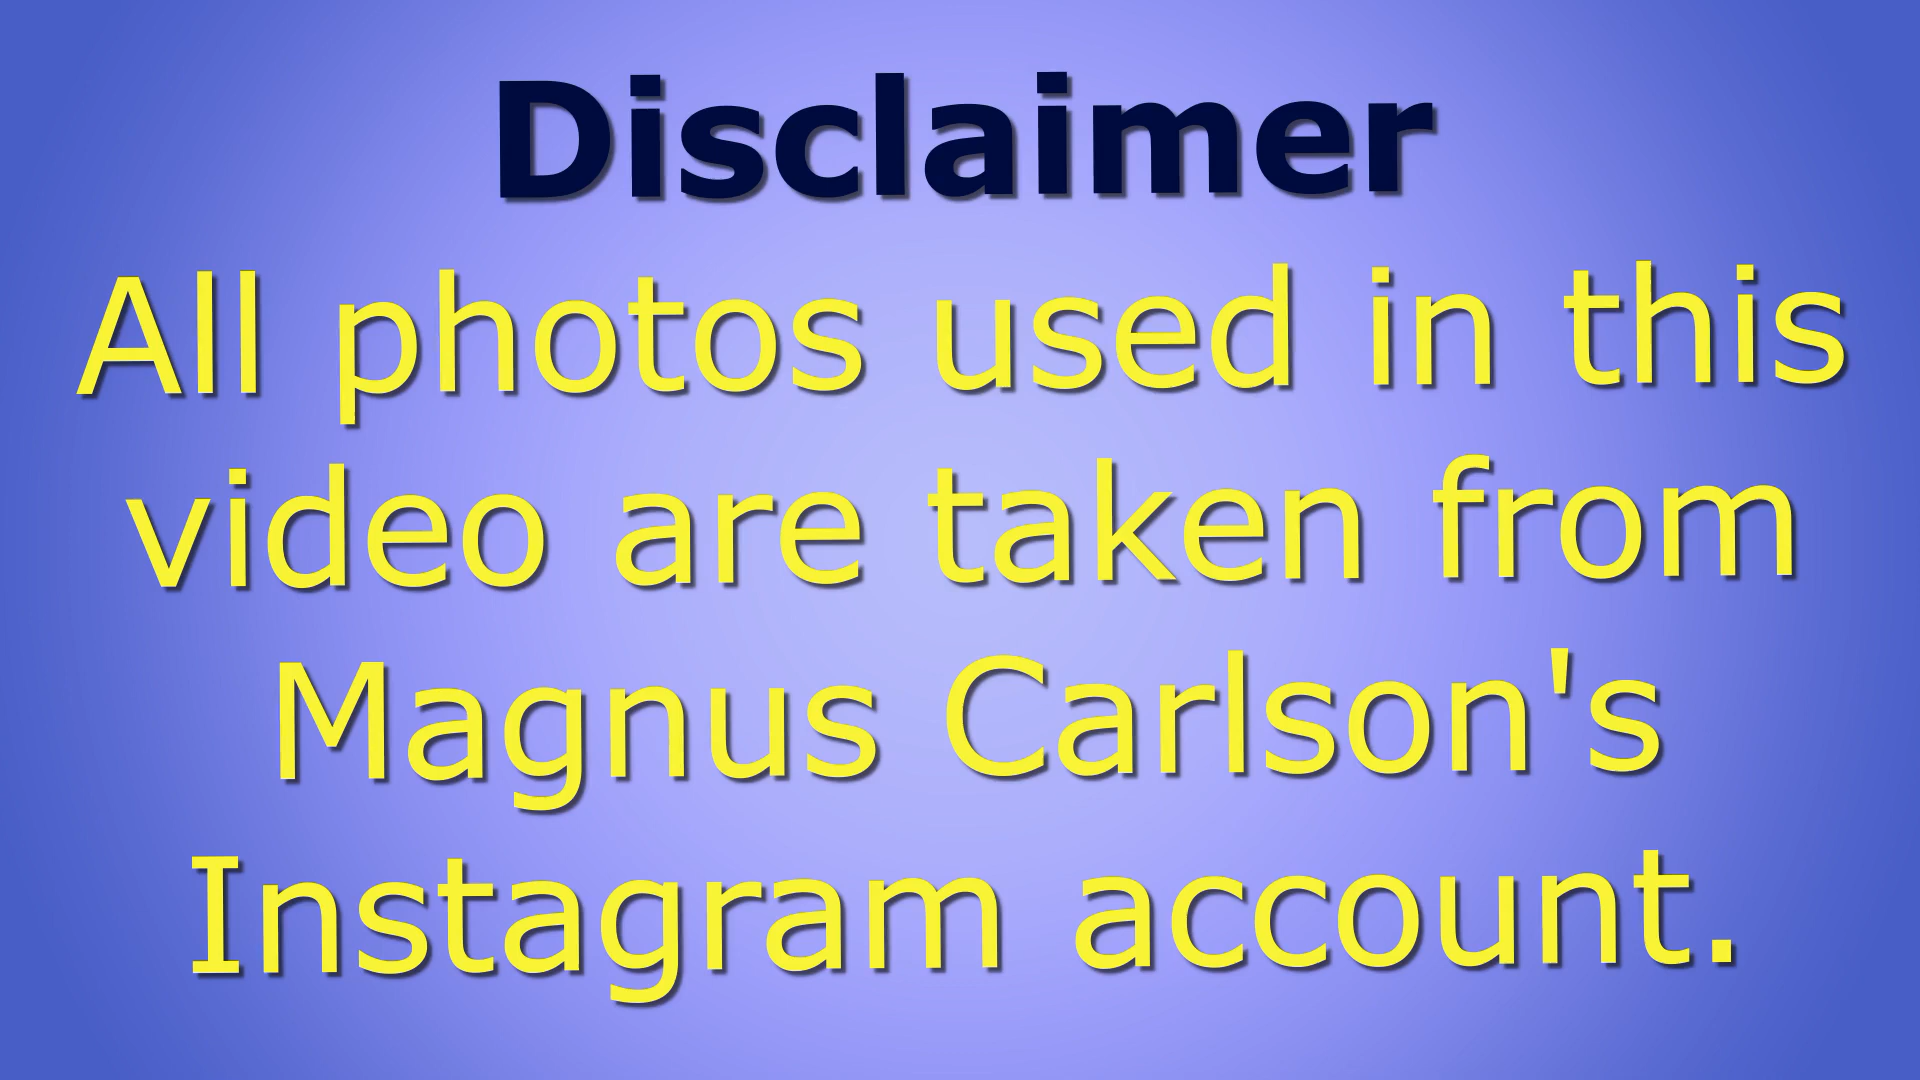 Disclaimer
All photos used in this
video are taken from
Magnus Carlson's
Instagram account.